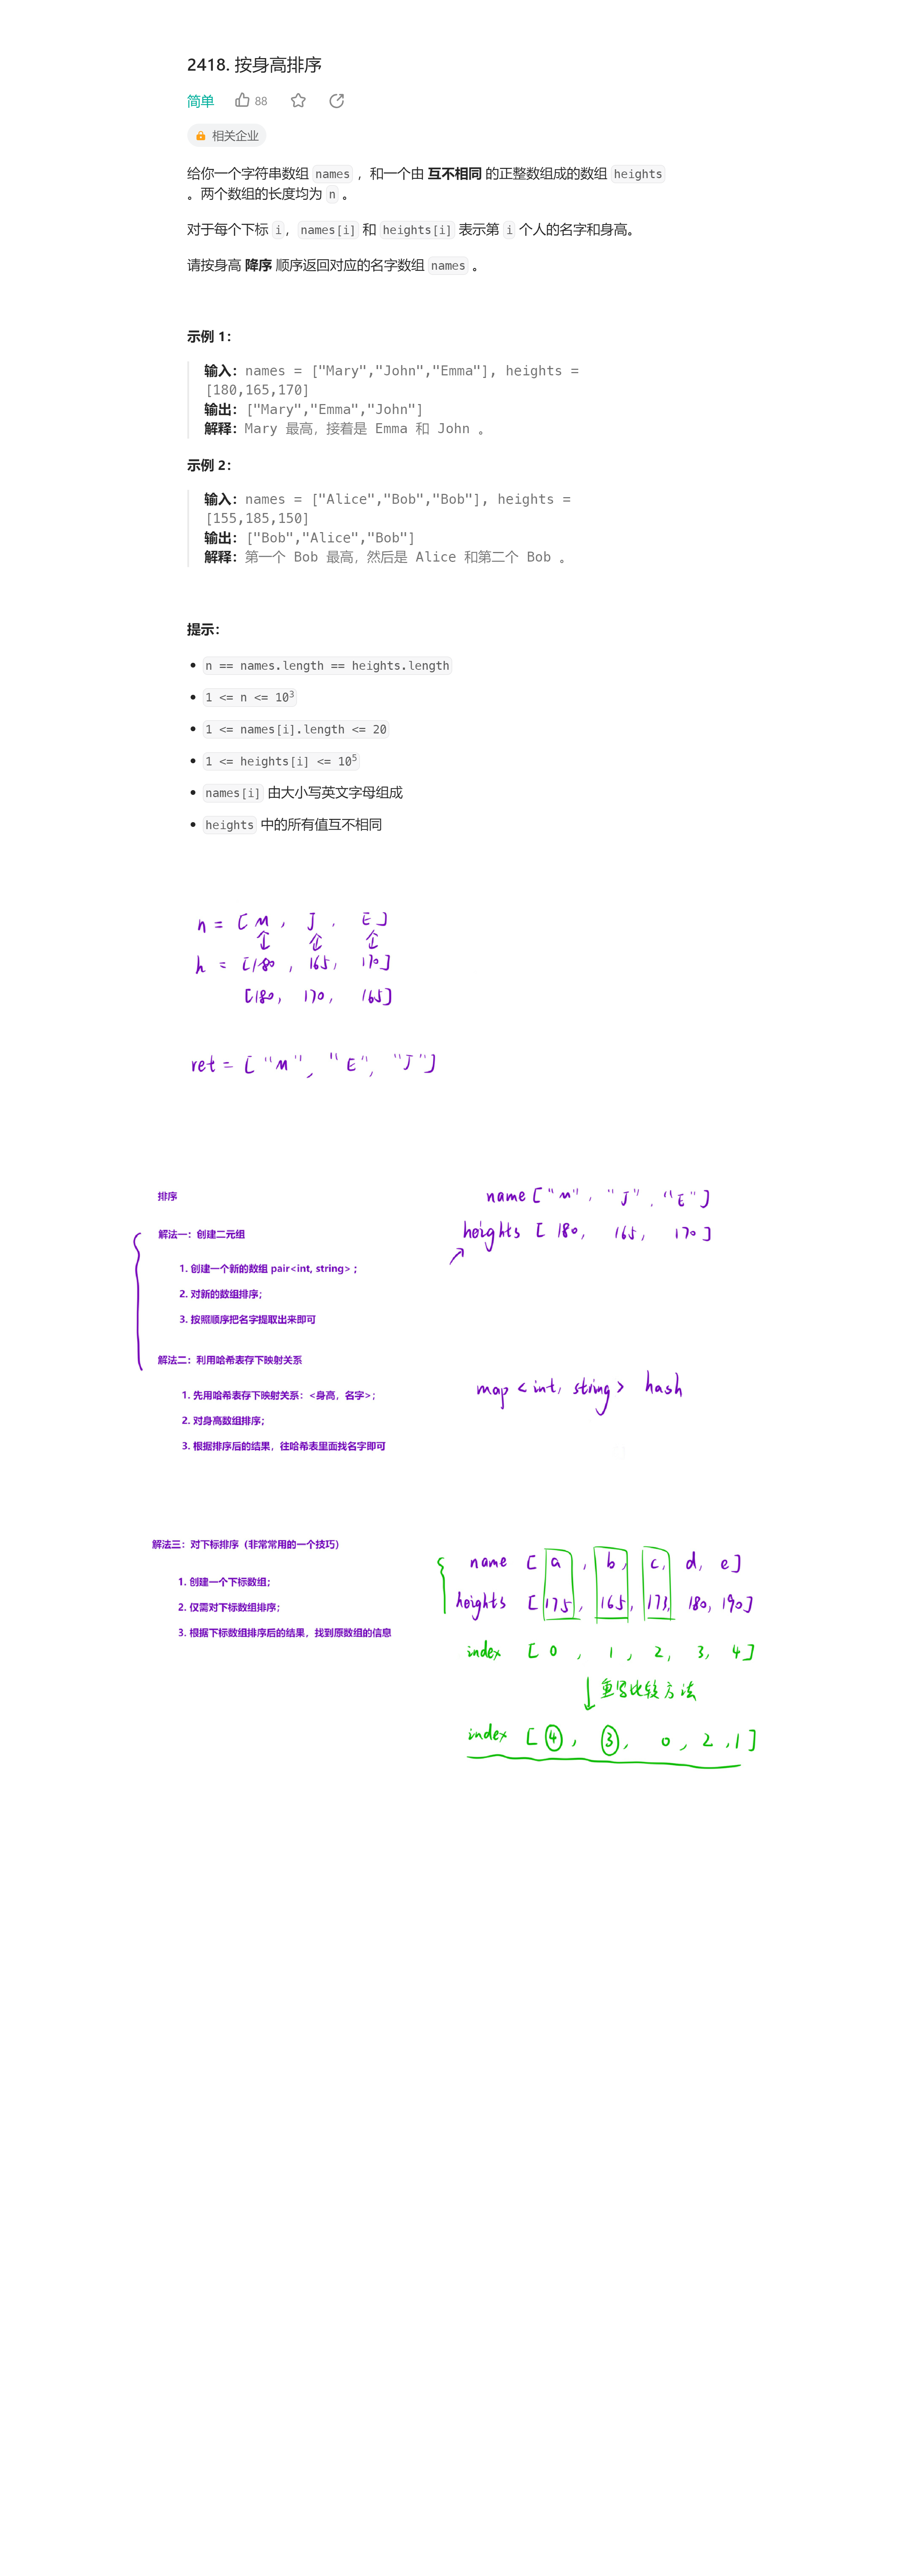 2418. 按身高排序
简单 88
相关企业
给你一个字符串数组 names ，和一个由 互不相同 的正整数组成的数组 heights
。两个数组的长度均为 n 。
对于每个下标 i，names[i] 和 heights[i] 表示第 i 个人的名字和身高。
请按身高 降序 顺序返回对应的名字数组 names 。
示例 1：
输入：names = ["Mary","John","Emma"], heights =
[180,165,170]
输出：["Mary","Emma","John"]
解释：Mary 最高，接着是 Emma 和 John 。
示例 2：
输入：names = ["Alice","Bob","Bob"], heights =
[155,185,150]
输出：["Bob","Alice","Bob"]
解释：第一个 Bob 最高，然后是 Alice 和第二个 Bob 。
提示：
n == names.length == heights.length
1 <= n <= 10³
1 <= names[i].length <= 20
1 <= heights[i] <= 10⁵
names[i] 由大小写英文字母组成
heights 中的所有值互不相同
n = [ M , J , E ]
h = [180 , 165, 170]
[180, 170, 165]
ret = [ "M", "E", "J" ]
排序
name [ "M", "J", "E" ]
解法一：创建二元组
heights [ 180, 165, 170 ]
1. 创建一个新的数组 pair<int, string>；
2. 对新的数组排序；
3. 按照顺序把名字提取出来即可
解法二：利用哈希表存下映射关系
map < int, string > hash
1. 先用哈希表存下映射关系：<身高，名字>；
2. 对身高数组排序；
3. 根据排序后的结果，往哈希表里面找名字即可
解法三：对下标排序（非常常用的一个技巧）
name [ a , b, c, d, e ]
1. 创建一个下标数组；
heights [ 175, 165, 173, 180, 190 ]
2. 仅需对下标数组排序；
3. 根据下标数组排序后的结果，找到原数组的信息
index [ 0 , 1 , 2, 3, 4 ]
重写比较方法
index [ 4 , 3 , 0 , 2 , 1 ]